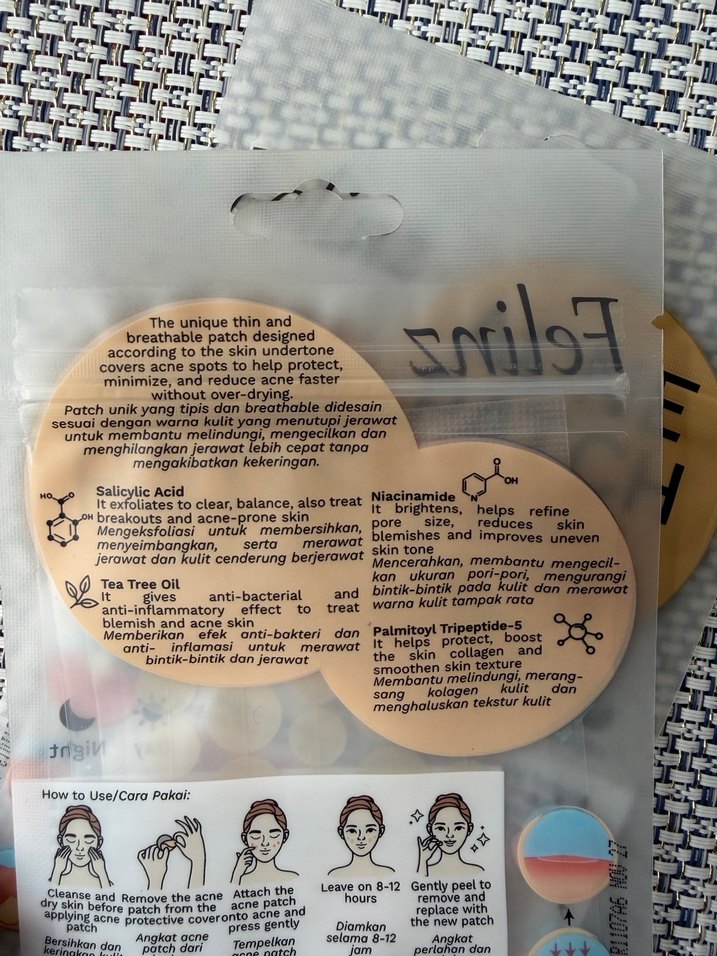 Felinz
The unique thin and
breathable patch designed
according to the skin undertone
covers acne spots to help protect,
minimize, and reduce acne faster
without over-drying.
Patch unik yang tipis dan breathable didesain
sesuai dengan warna kulit yang menutupi jerawat
untuk membantu melindungi, mengecilkan dan
menghilangkan jerawat lebih cepat tanpa
mengakibatkan kekeringan.
HO
O
OH
Salicylic Acid
It exfoliates to clear, balance, also treat
breakouts and acne-prone skin
Mengeksfoliasi untuk membersihkan,
menyeimbangkan, serta merawat
jerawat dan kulit cenderung berjerawat
Tea Tree Oil
It gives anti-bacterial and
anti-inflammatory effect to treat
blemish and acne skin
Memberikan efek anti-bakteri dan
anti- inflamasi untuk merawat
bintik-bintik dan jerawat
Niacinamide
O
OH
N
It brightens, helps refine
pore size, reduces skin
blemishes and improves uneven
skin tone
Mencerahkan, membantu mengecil-
kan ukuran pori-pori, mengurangi
bintik-bintik pada kulit dan merawat
warna kulit tampak rata
Palmitoyl Tripeptide-5
It helps protect, boost
the skin collagen and
smoothen skin texture
Membantu melindungi, merang-
sang kolagen kulit dan
menghaluskan tekstur kulit
Night
Day
How to Use/Cara Pakai:
Cleanse and
dry skin before
applying acne
patch
Bersihkan dan
keringkan kulit
Remove the acne
patch from the
protective cover
Angkat acne
patch dari
Attach the
acne patch
onto acne and
press gently
Tempelkan
acne patch
Leave on 8-12
hours
Diamkan
selama 8-12
jam
Gently peel to
remove and
replace with
the new patch
Angkat
perlahan dan
NOV 27